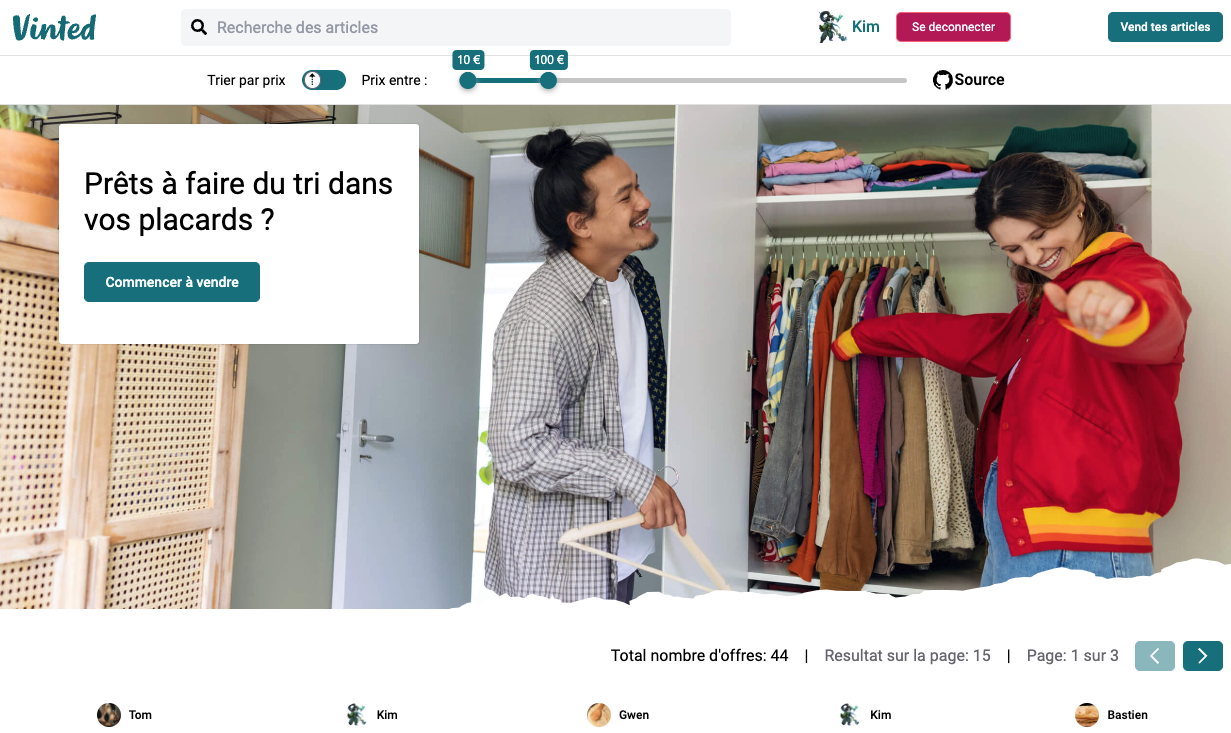 Vinted
Recherche des articles
Kim
Se deconnecter
Vend tes articles
Trier par prix
Prix entre :
10 €
100 €
Source
Prêts à faire du tri dans
vos placards ?
Commencer à vendre
Total nombre d'offres: 44 | Resultat sur la page: 15 | Page: 1 sur 3
Tom
Kim
Gwen
Kim
Bastien